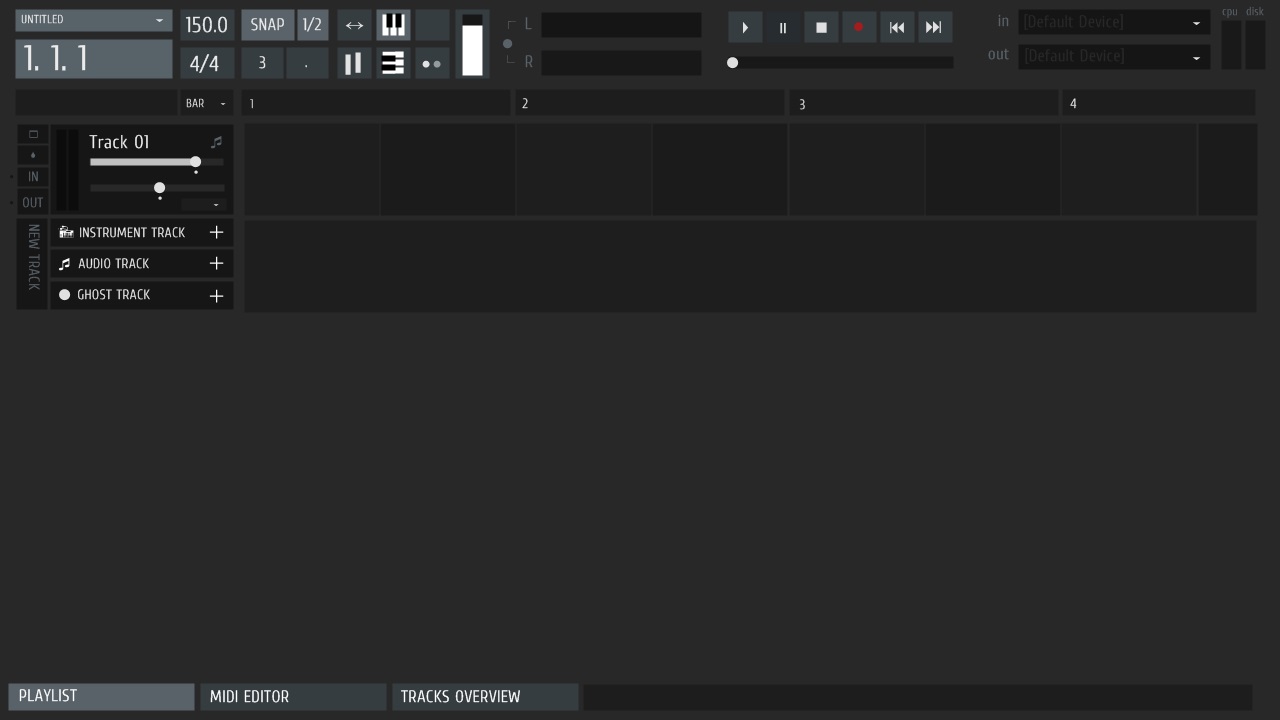 UNTITLED
1. 1. 1
150.0
4/4
SNAP 1/2
3 .
L
R
in [Default Device]
out [Default Device]
cpu disk
BAR 1 2 3 4
Track 01
IN
OUT
NEW TRACK
INSTRUMENT TRACK +
AUDIO TRACK +
GHOST TRACK +
PLAYLIST MIDI EDITOR TRACKS OVERVIEW